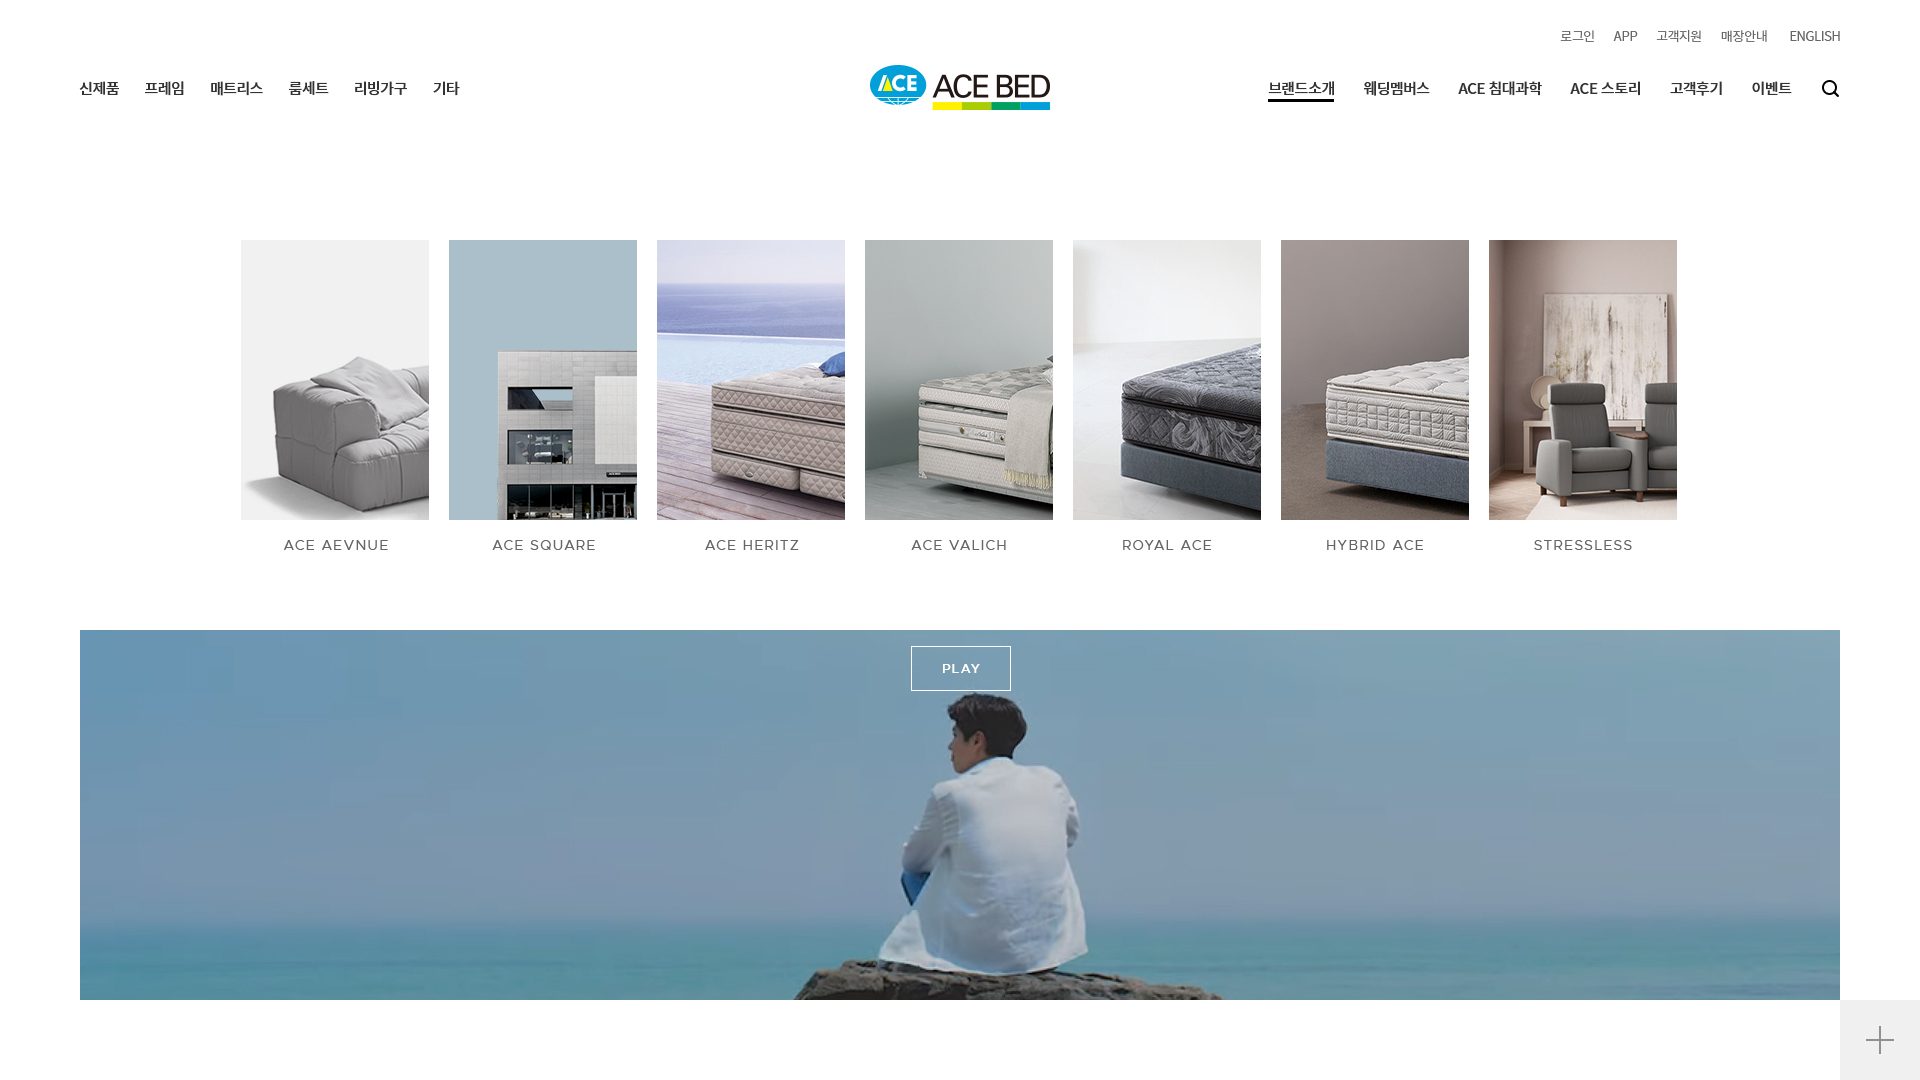 로그인 APP 고객지원 매장안내 ENGLISH
신제품 프레임 매트리스 룸세트 리빙가구 기타
ACE ACE BED
브랜드소개 웨딩멤버스 ACE 침대과학 ACE 스토리 고객후기 이벤트
ACE AEVNUE
ACE SQUARE
ACE HERITZ
ACE VALICH
ROYAL ACE
HYBRID ACE
STRESSLESS
PLAY